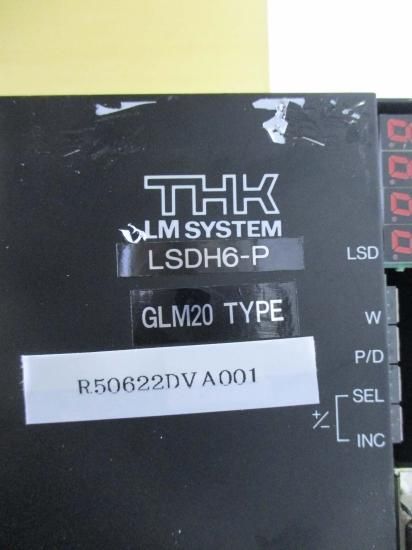 THK
LM SYSTEM
LSDH6-P
LSD
GLM20 TYPE
W
P/D
R50622DVA001
SEL
+/-
INC